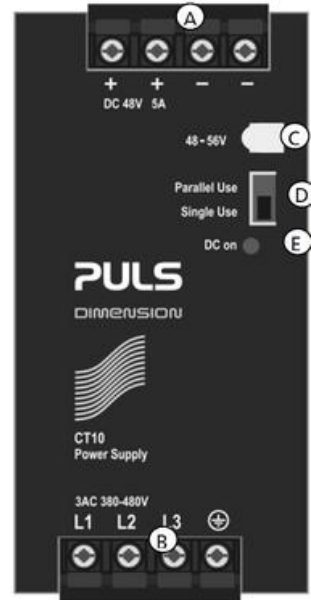 A
+ + − −
DC 48V 5A
48-56V C
Parallel Use
D
Single Use
DC on E
PULS
DIMENSION
CT10
Power Supply
3AC 380-480V
L1 L2 L3
B